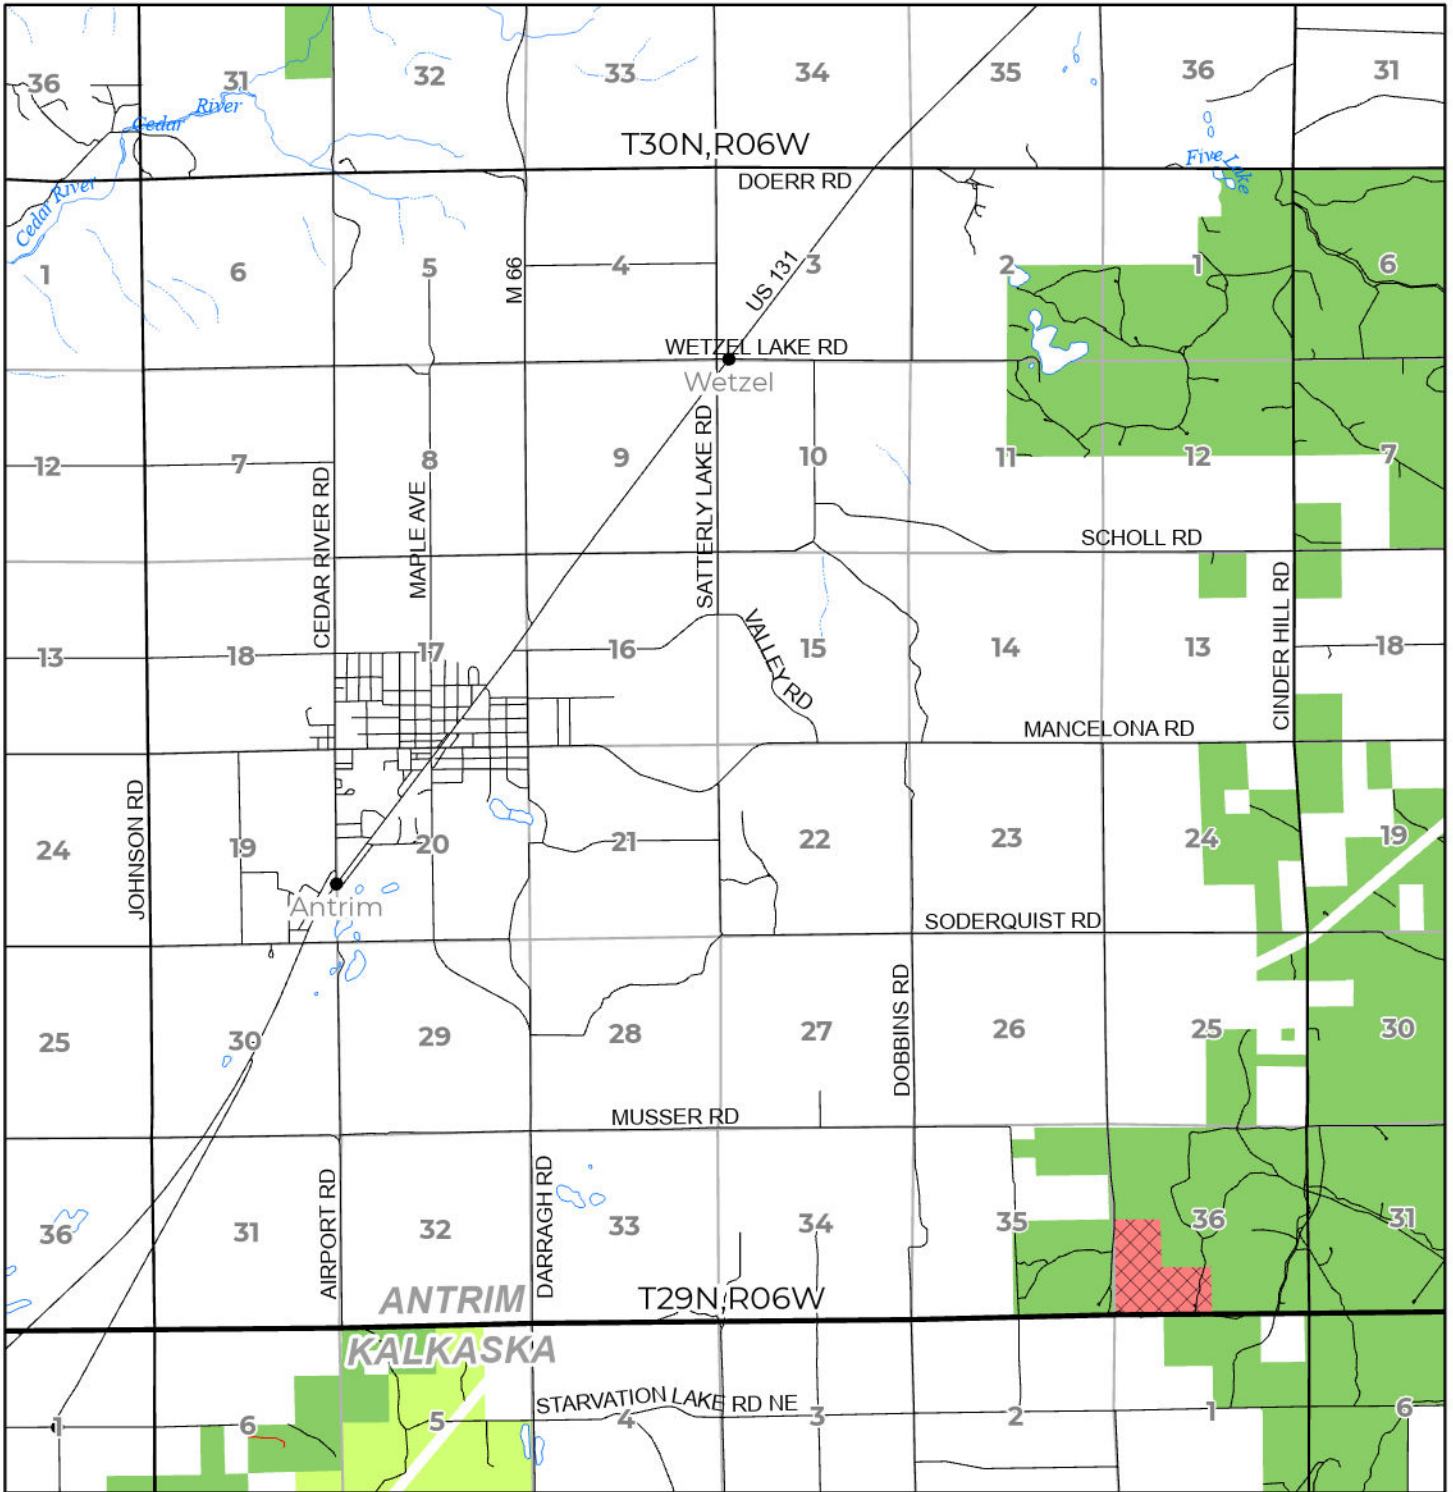 36
31
32
33
34
35
36
31
Cedar River
T30N,R06W
Five Lake
DOERR RD
Cedar River
1
6
5
M 66
4
US 131
3
2
1
6
WETZEL LAKE RD
Wetzel
12
7
CEDAR RIVER RD
MAPLE AVE
8
9
SATTERLY LAKE RD
10
11
12
7
SCHOLL RD
13
18
17
16
VALLEY RD
15
14
13
CINDER HILL RD
18
MANCELONA RD
JOHNSON RD
24
19
20
21
22
23
24
19
Antrim
SODERQUIST RD
25
30
29
28
27
DOBBINS RD
26
25
30
MUSSER RD
36
31
AIRPORT RD
32
DARRAGH RD
33
34
35
36
31
ANTRIM
T29N,R06W
KALKASKA
STARVATION LAKE RD NE
1
6
5
4
3
2
1
6